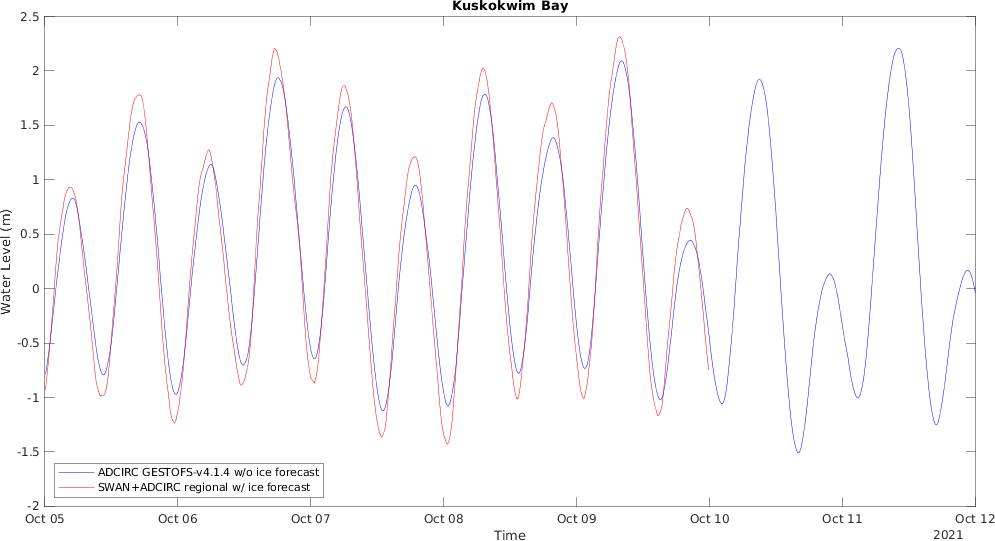 Kuskokwim Bay
2.5
2
1.5
1
0.5
0
-0.5
-1
-1.5
-2
Water Level (m)
ADCIRC GESTOFS-v4.1.4 w/o ice forecast
SWAN+ADCIRC regional w/ ice forecast
Oct 05 Oct 06 Oct 07 Oct 08 Oct 09 Oct 10 Oct 11 Oct 12
Time
2021